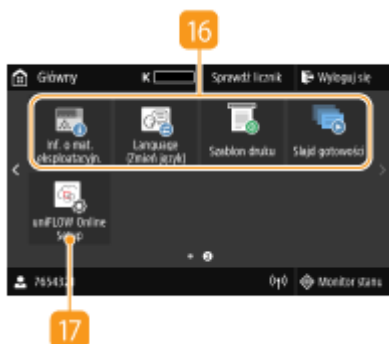 16
Główny
K
Sprawdź licznik
Wyloguj się
Inf. o mat.
eksploatacyjn.
Language
(Zmień język)
Szablon druku
Slajd gotowości
uniFLOW Online
Setup
7654321
Monitor stanu
17